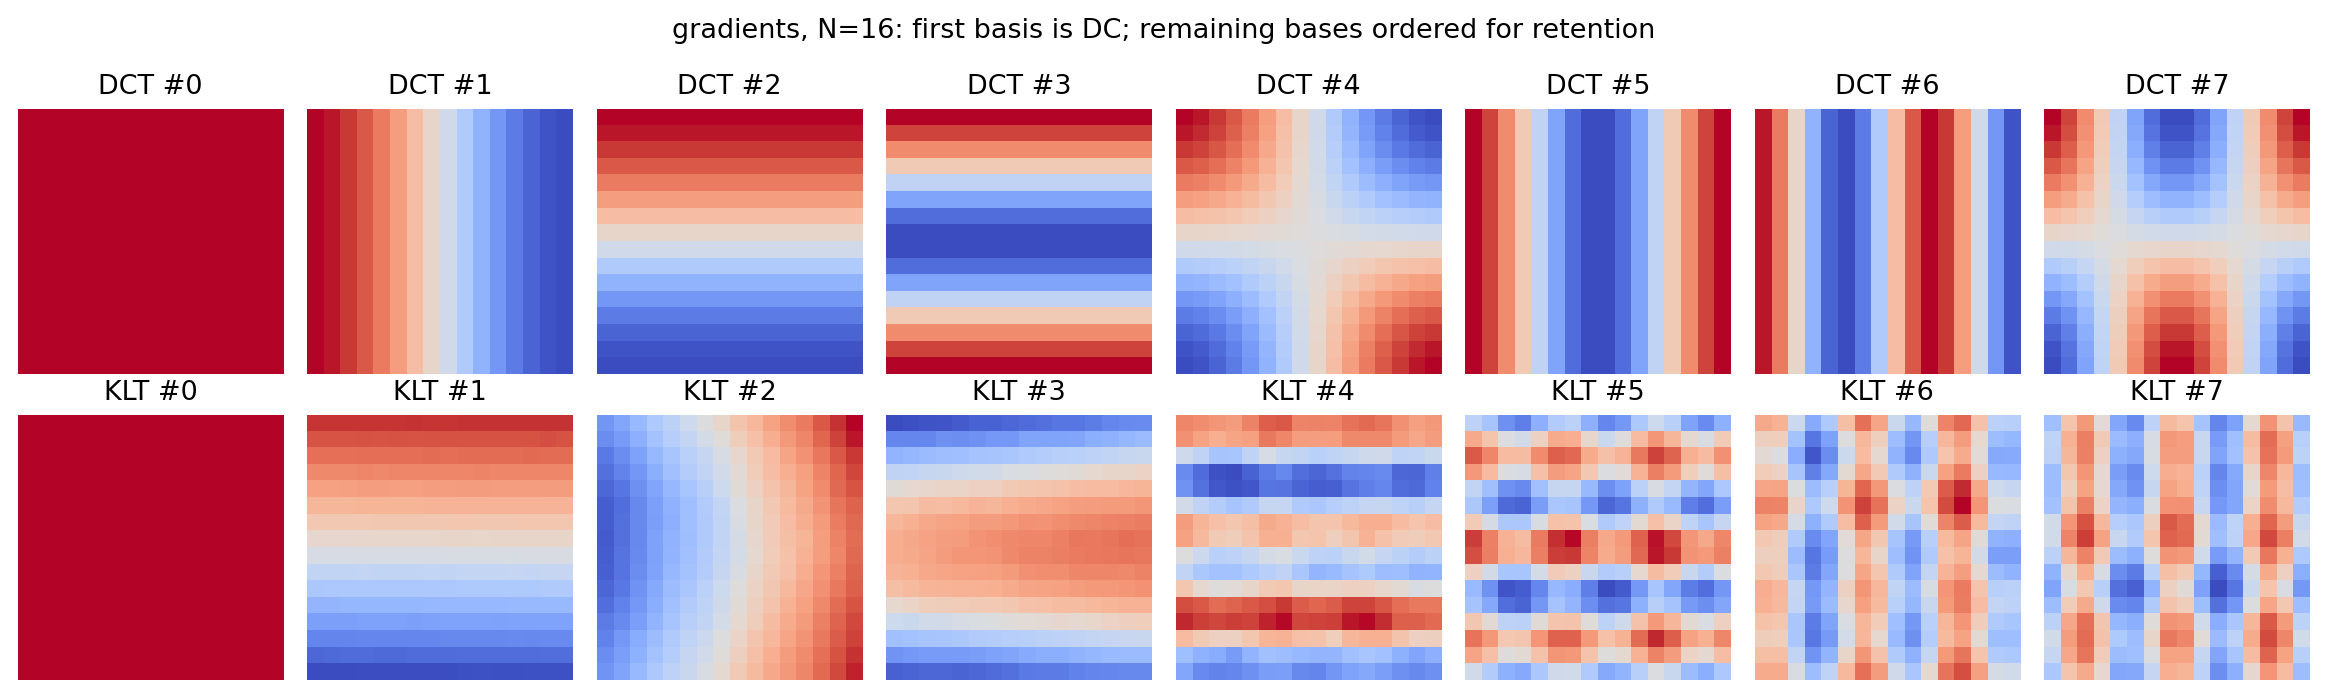 gradients, N=16: first basis is DC; remaining bases ordered for retention
DCT #0 DCT #1 DCT #2 DCT #3 DCT #4 DCT #5 DCT #6 DCT #7
KLT #0 KLT #1 KLT #2 KLT #3 KLT #4 KLT #5 KLT #6 KLT #7